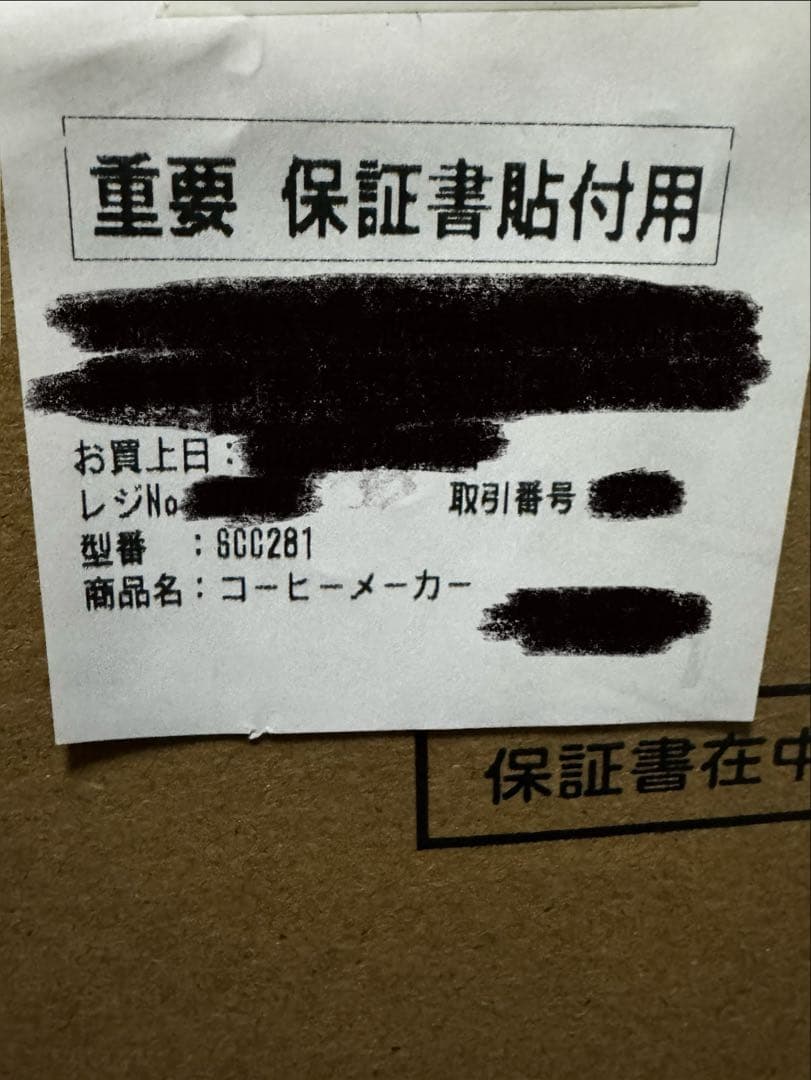 重要 保証書貼付用
お買上日:
レジNo
取引番号
型番 :SCC281
商品名:コーヒーメーカー
保証書在中